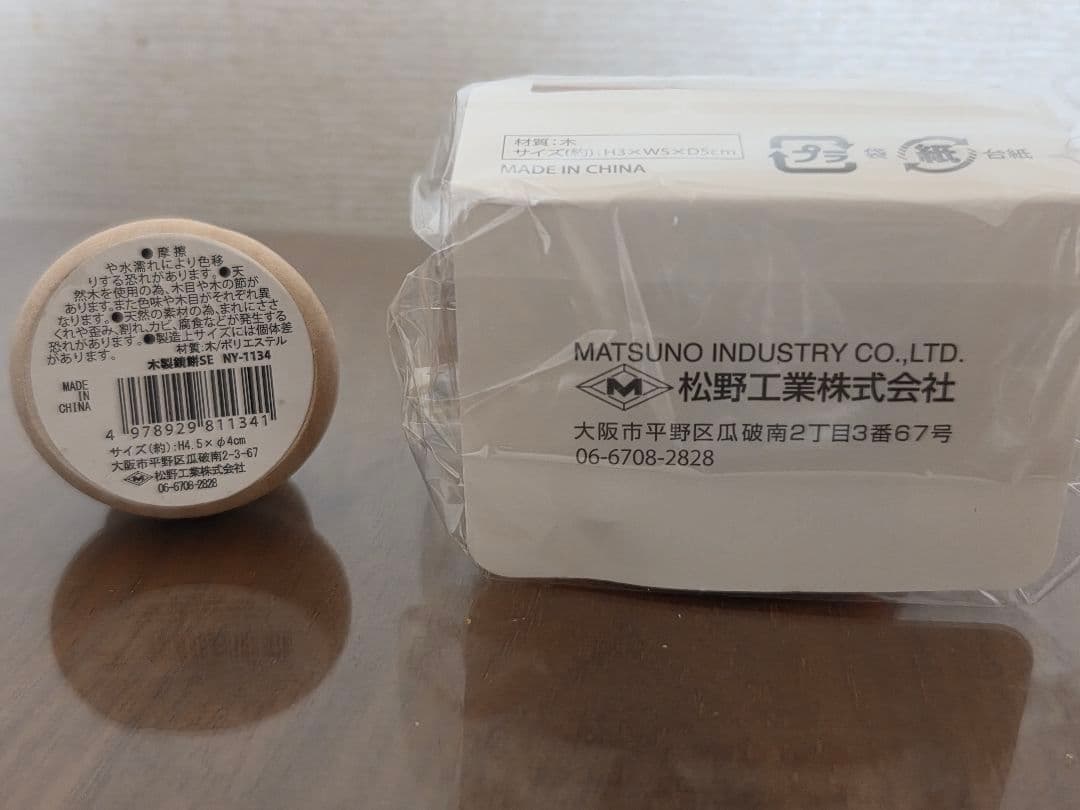 ●摩擦
や水濡れにより色移
りする恐れがあります。●天
然木を使用の為、木目や木の節が
あります。また色味や木目がそれぞれ異
なります。●天然の素材の為、まれにささ
くれや歪み、割れ、カビ、腐食などが発生する
恐れがあります。●製造上サイズには個体差
があります。
材質:木/ポリエステル
木製鏡餅SE NY-1134
MADE
IN
CHINA
4 978929 811341
サイズ(約):H4.5×φ4cm
大阪市平野区瓜破南2-3-67
M 松野工業株式会社
06-6708-2828
材質:木
サイズ(約):H3×W5×D5cm
MADE IN CHINA
プラ 袋 紙 台紙
MATSUNO INDUSTRY CO.,LTD.
M 松野工業株式会社
大阪市平野区瓜破南2丁目3番67号
06-6708-2828